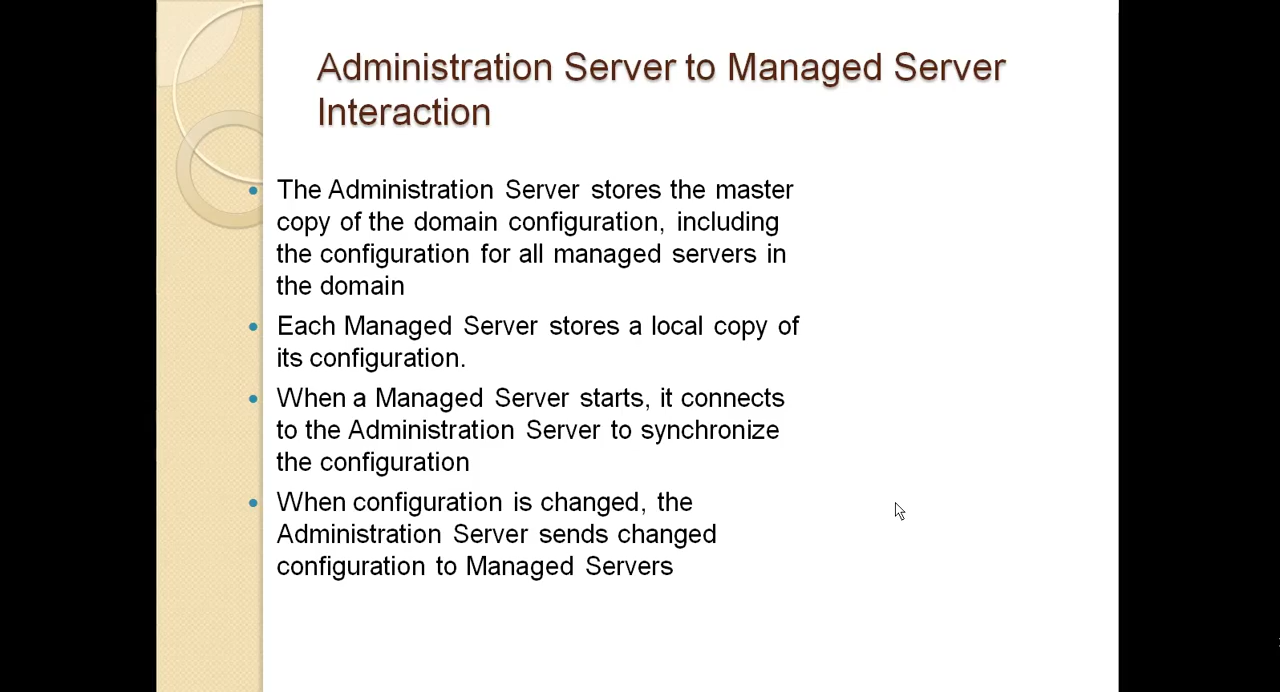 Administration Server to Managed Server
Interaction
The Administration Server stores the master
copy of the domain configuration, including
the configuration for all managed servers in
the domain
Each Managed Server stores a local copy of
its configuration.
When a Managed Server starts, it connects
to the Administration Server to synchronize
the configuration
When configuration is changed, the
Administration Server sends changed
configuration to Managed Servers